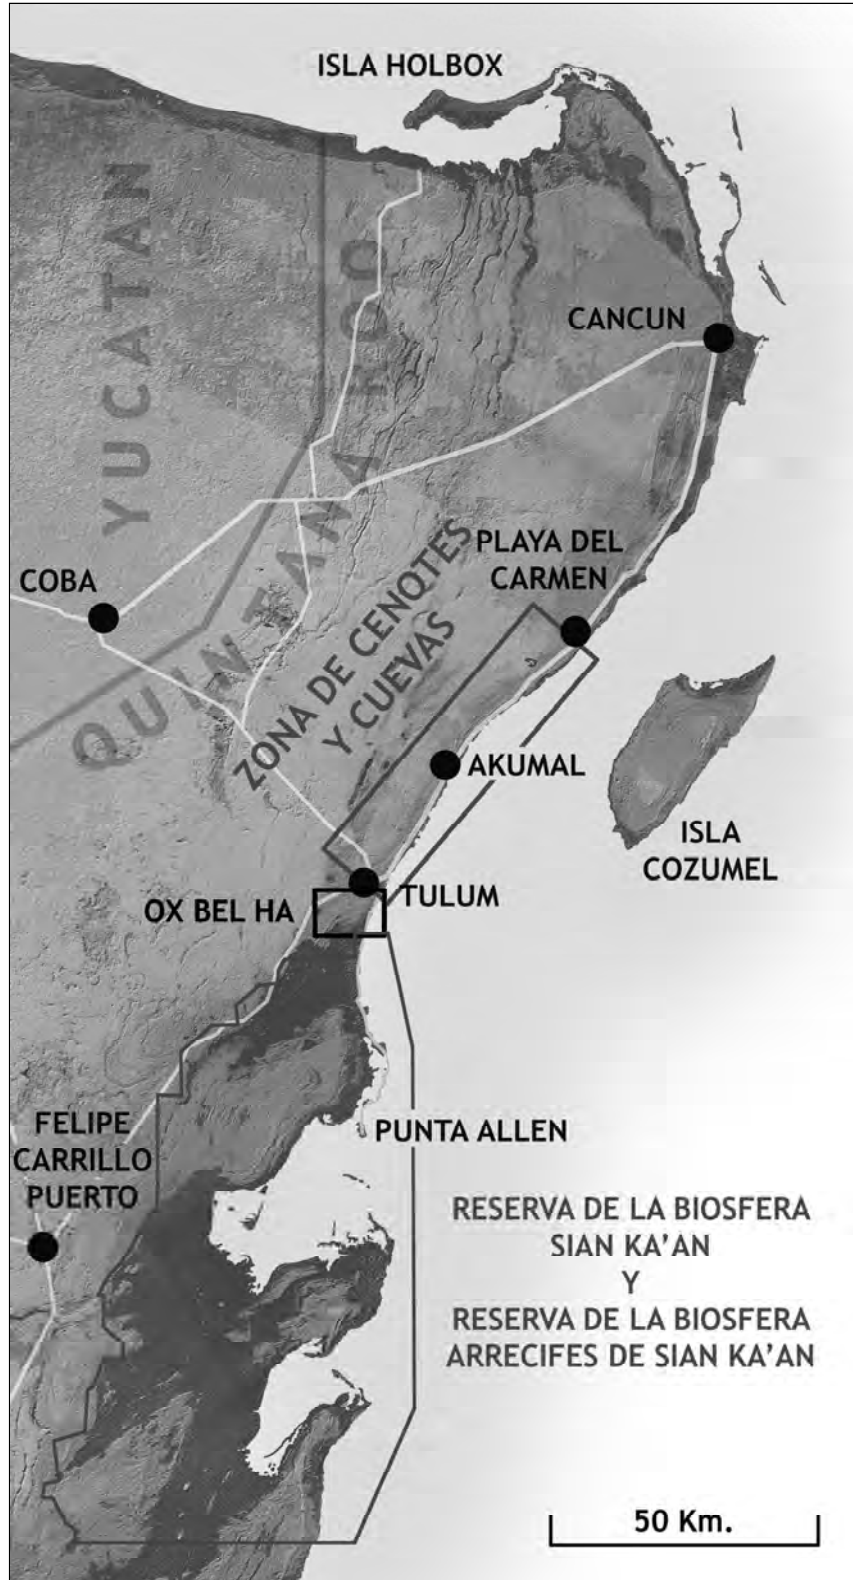 ISLA HOLBOX
YUCATAN
QUINTANA ROO
CANCUN
PLAYA DEL
CARMEN
COBA
ZONA DE CENOTES
Y CUEVAS
AKUMAL
ISLA
COZUMEL
TULUM
OX BEL HA
PUNTA ALLEN
FELIPE
CARRILLO
PUERTO
RESERVA DE LA BIOSFERA
SIAN KA'AN
Y
RESERVA DE LA BIOSFERA
ARRECIFES DE SIAN KA'AN
50 Km.